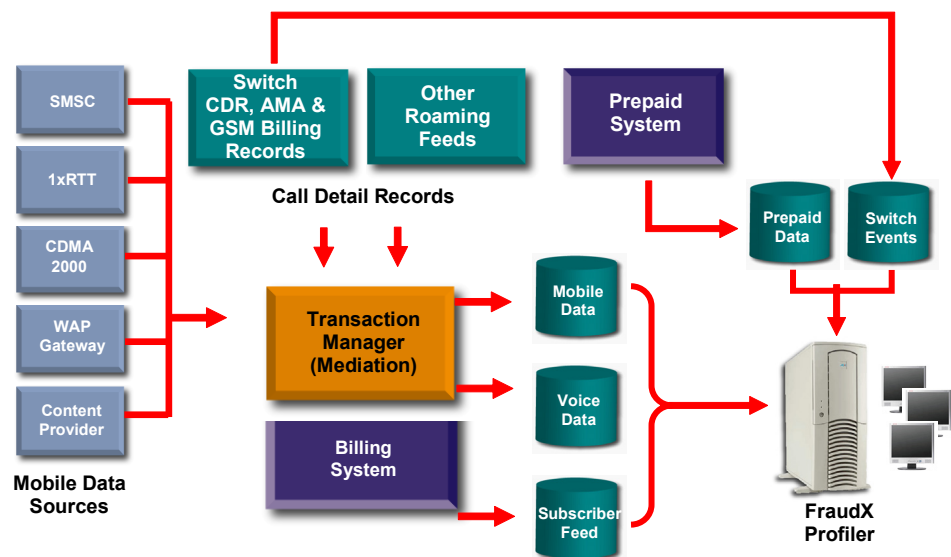 SMSC
1xRTT
CDMA
2000
WAP
Gateway
Content
Provider
Mobile Data
Sources
Switch
CDR, AMA &
GSM Billing
Records
Other
Roaming
Feeds
Call Detail Records
Prepaid
System
Prepaid
Data
Switch
Events
Transaction
Manager
(Mediation)
Billing
System
Mobile
Data
Voice
Data
Subscriber
Feed
FraudX
Profiler